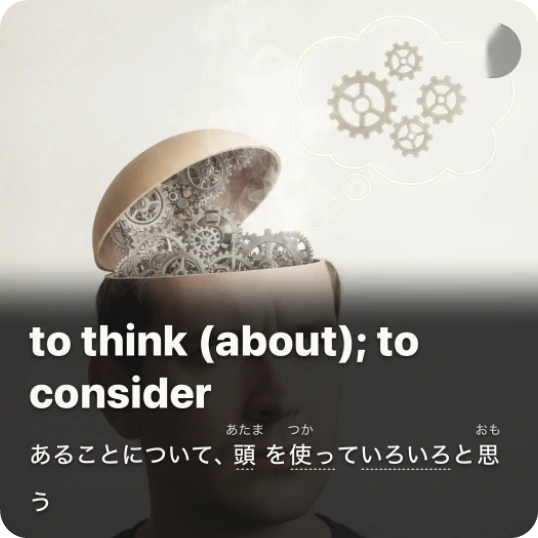 to think (about); to
consider
あたま つか おも
あることについて、頭を使っていろいろと思
う